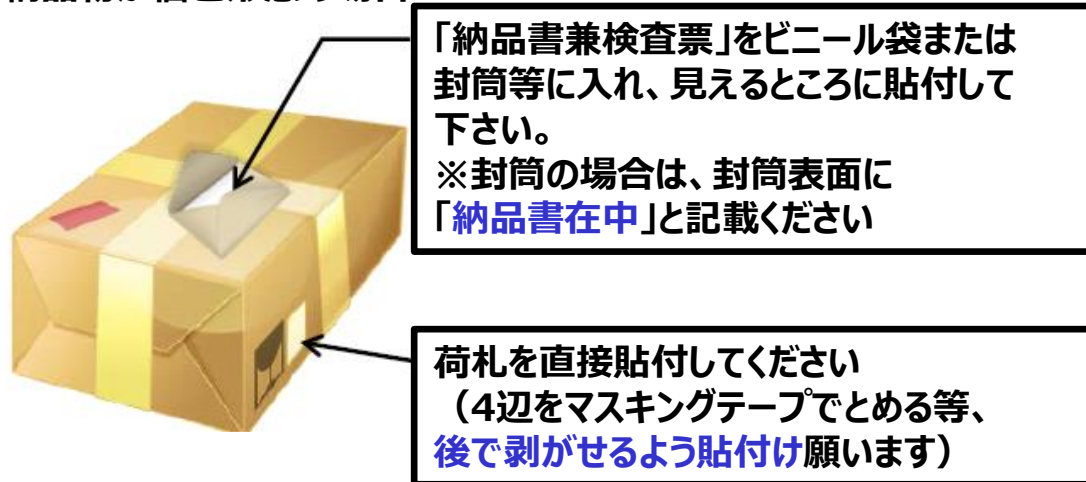 「納品書兼検査票」をビニール袋または
封筒等に入れ、見えるところに貼付して
下さい。
※封筒の場合は、封筒表面に
「納品書在中」と記載ください
荷札を直接貼付してください
（4辺をマスキングテープでとめる等、
後で剥がせるよう貼付け願います）